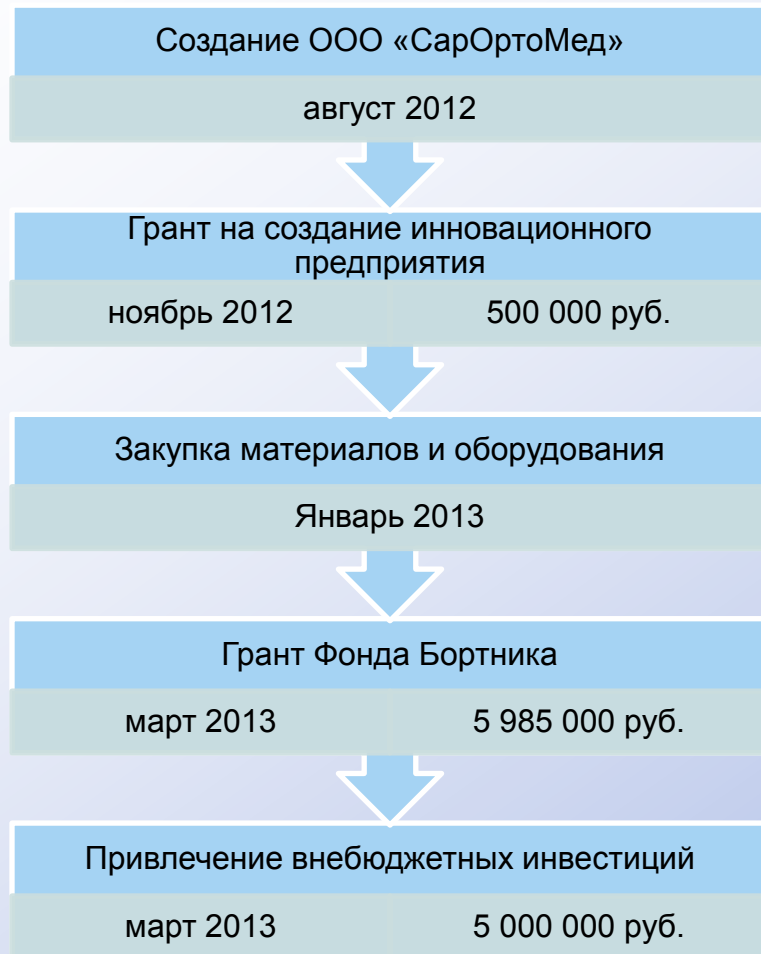 Создание ООО «СарОртоМед»
август 2012
Грант на создание инновационного
предприятия
ноябрь 2012 500 000 руб.
Закупка материалов и оборудования
Январь 2013
Грант Фонда Бортника
март 2013 5 985 000 руб.
Привлечение внебюджетных инвестиций
март 2013 5 000 000 руб.